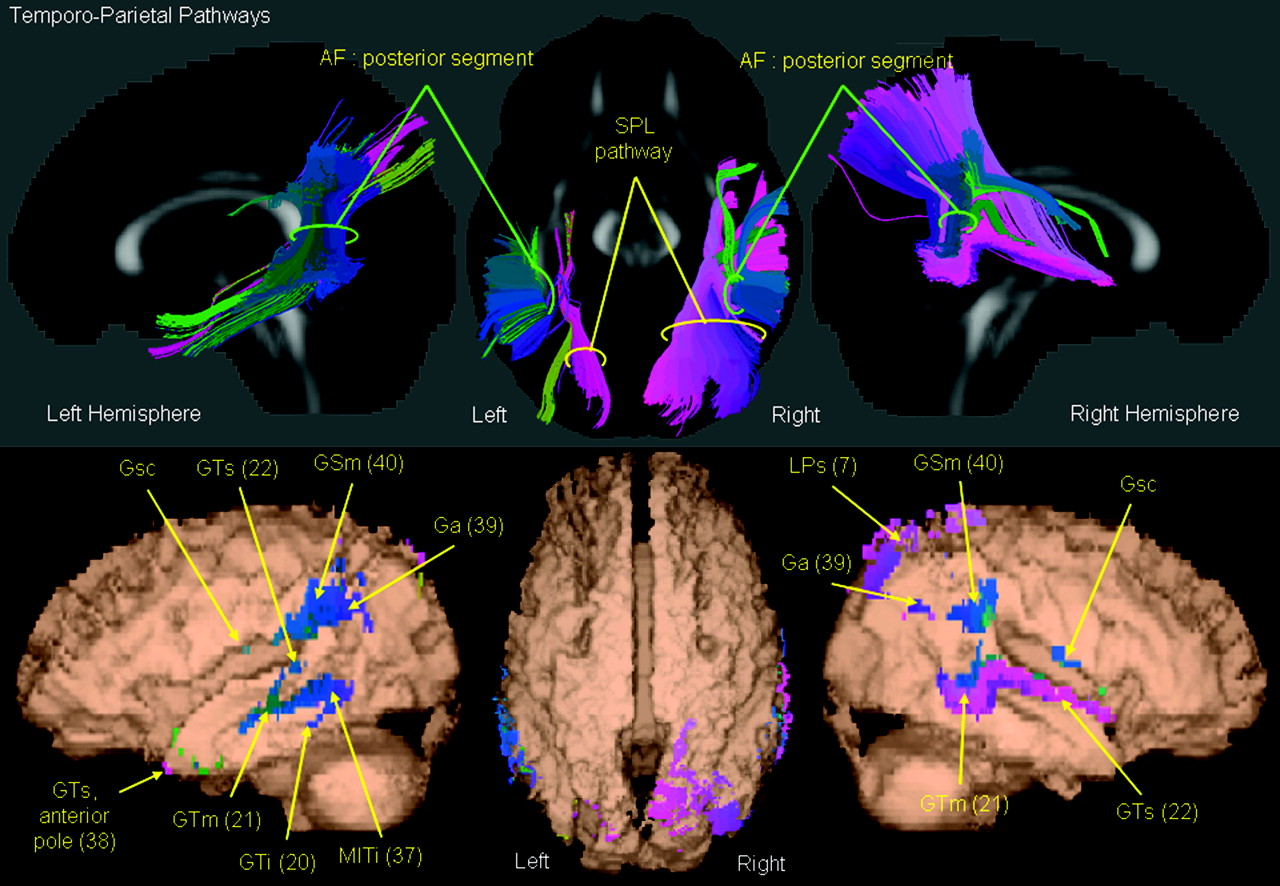 Temporo-Parietal Pathways
AF : posterior segment
AF : posterior segment
SPL
pathway
Left Hemisphere
Left
Right
Right Hemisphere
Gsc
GTs (22)
GSm (40)
Ga (39)
LPs (7)
GSm (40)
Gsc
Ga (39)
GTs,
anterior
pole (38)
GTm (21)
GTi (20)
MITi (37)
Left
Right
GTm (21)
GTs (22)